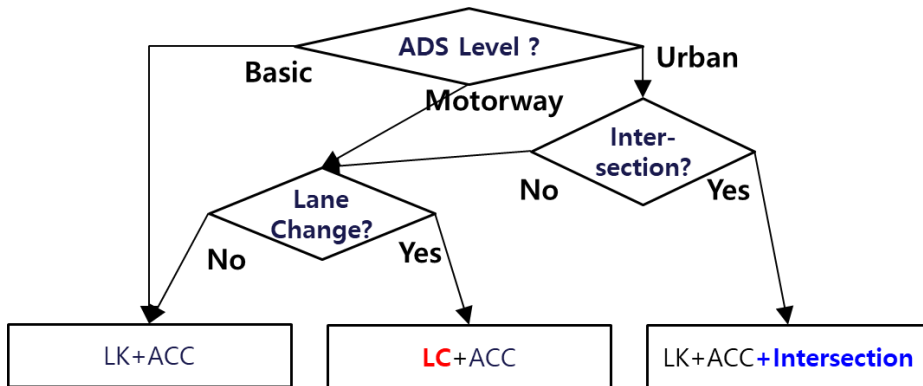 ADS Level ?
Basic
Urban
Motorway
Inter-
section?
No
Yes
Lane
Change?
No
Yes
LK+ACC
LC+ACC
LK+ACC+Intersection